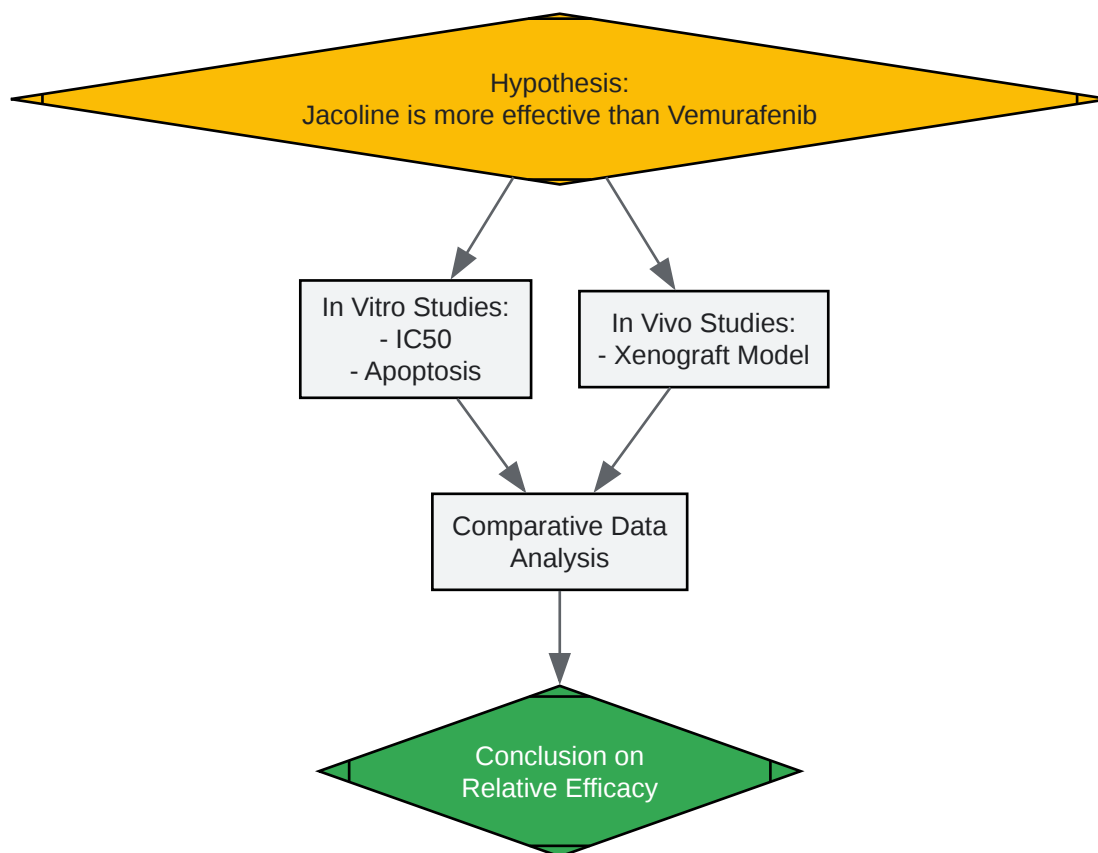 Hypothesis:
Jacoline is more effective than Vemurafenib
In Vitro Studies:
- IC50
- Apoptosis
In Vivo Studies:
- Xenograft Model
Comparative Data
Analysis
Conclusion on
Relative Efficacy